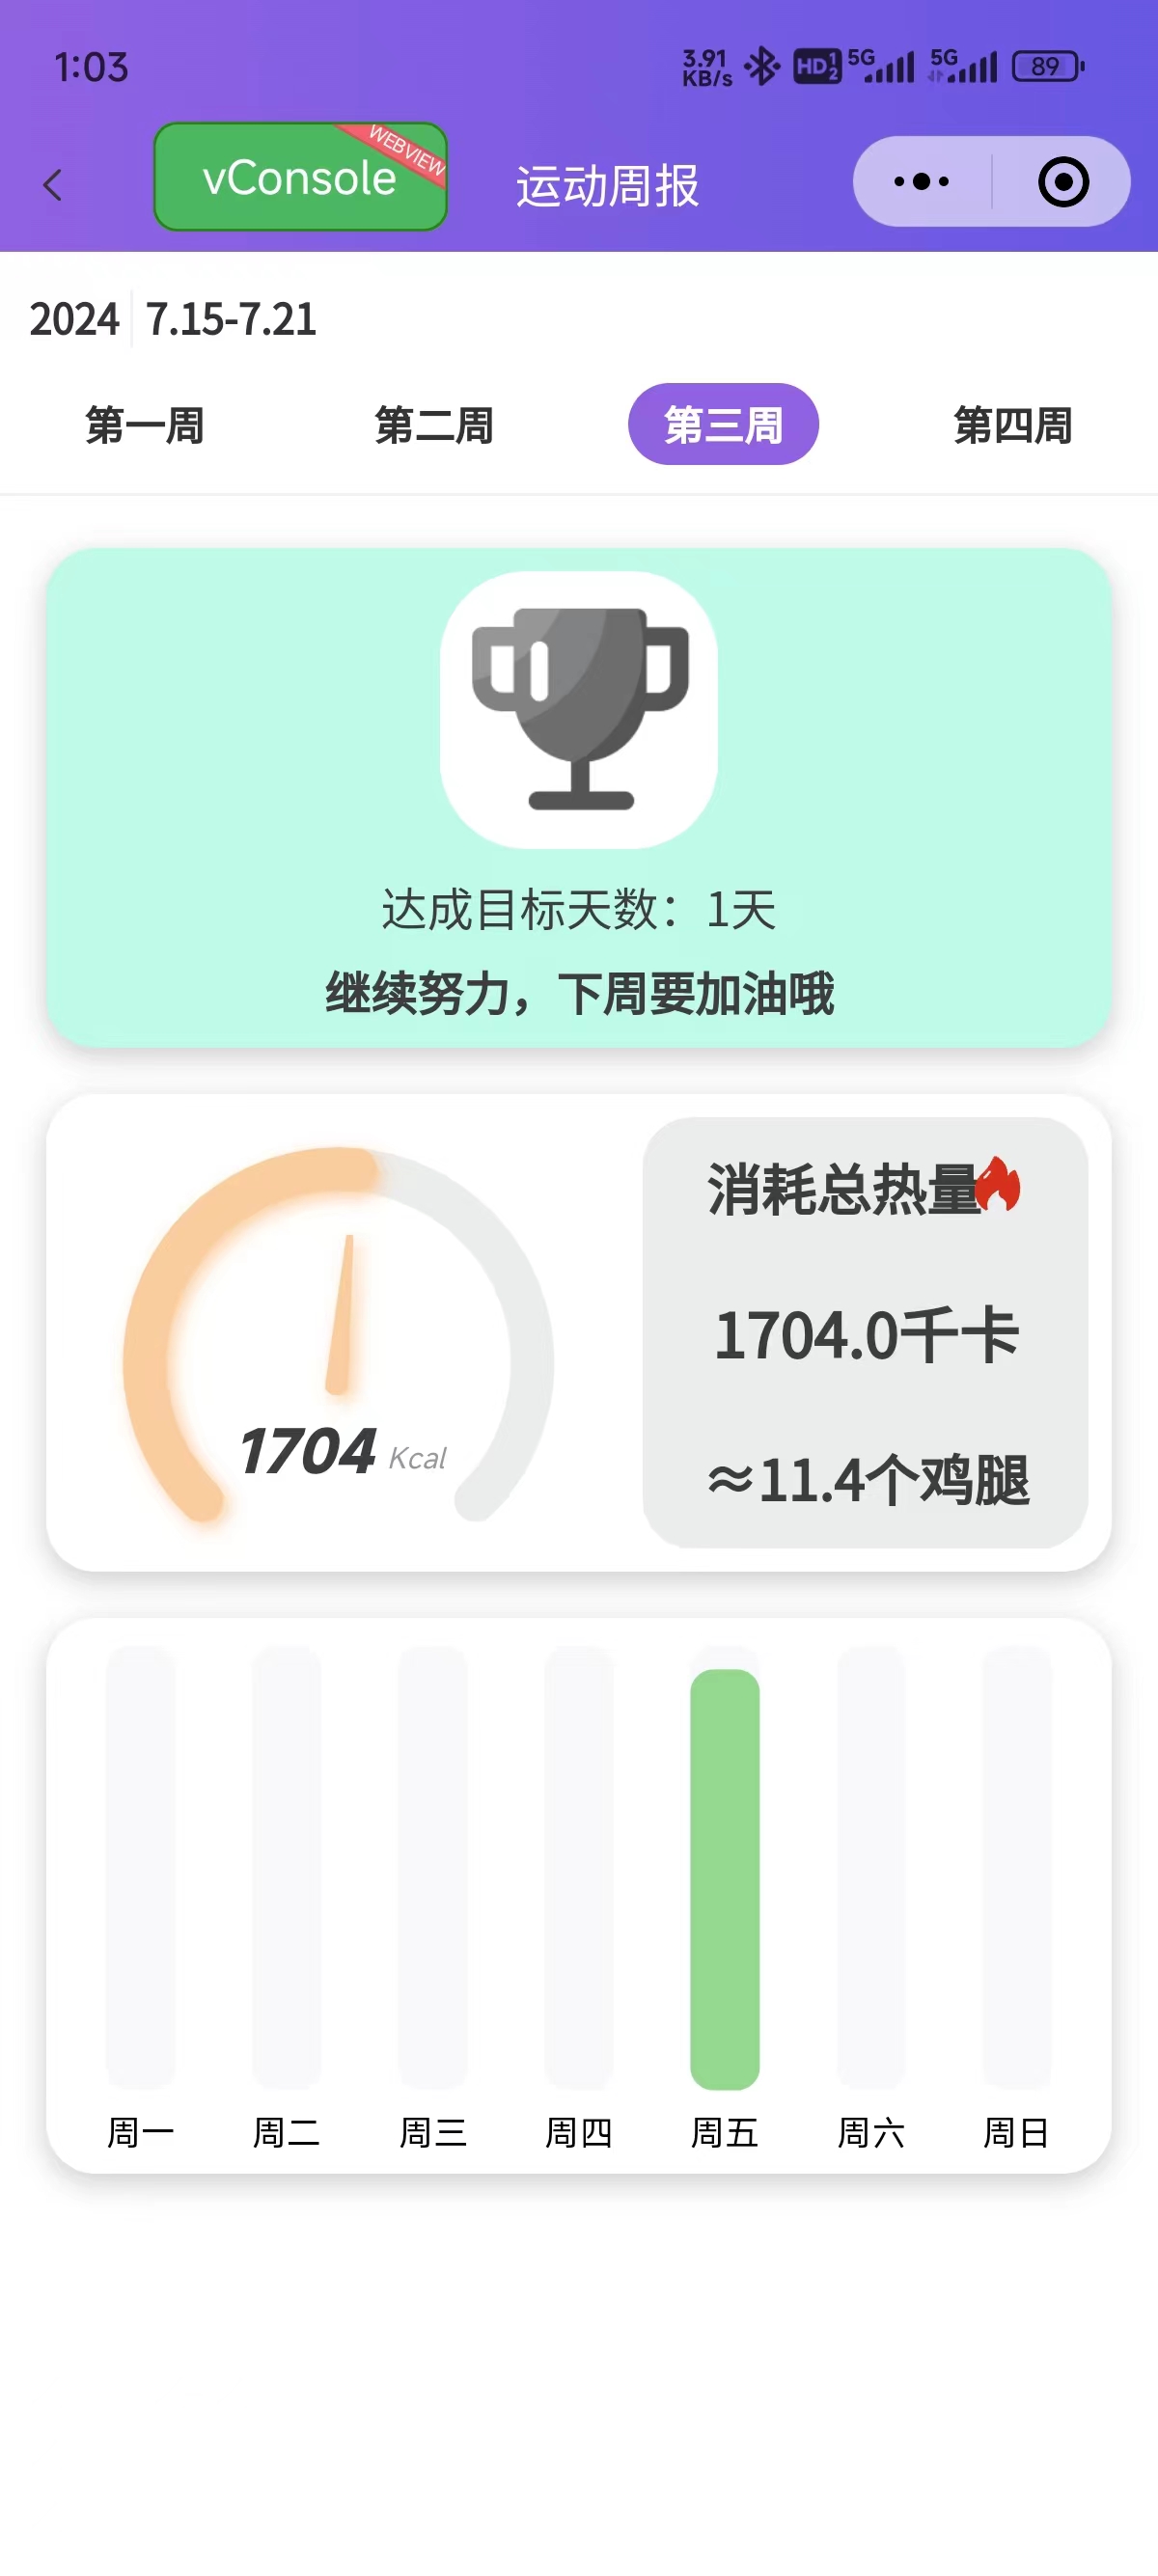 1:03
3.91 KB/s HD 1 2 5G 5G 89
vConsole WEBVIEW 运动周报
2024 7.15-7.21
第一周 第二周 第三周 第四周
达成目标天数：1天
继续努力，下周要加油哦
消耗总热量
1704.0千卡
≈11.4个鸡腿
1704 Kcal
周一 周二 周三 周四 周五 周六 周日